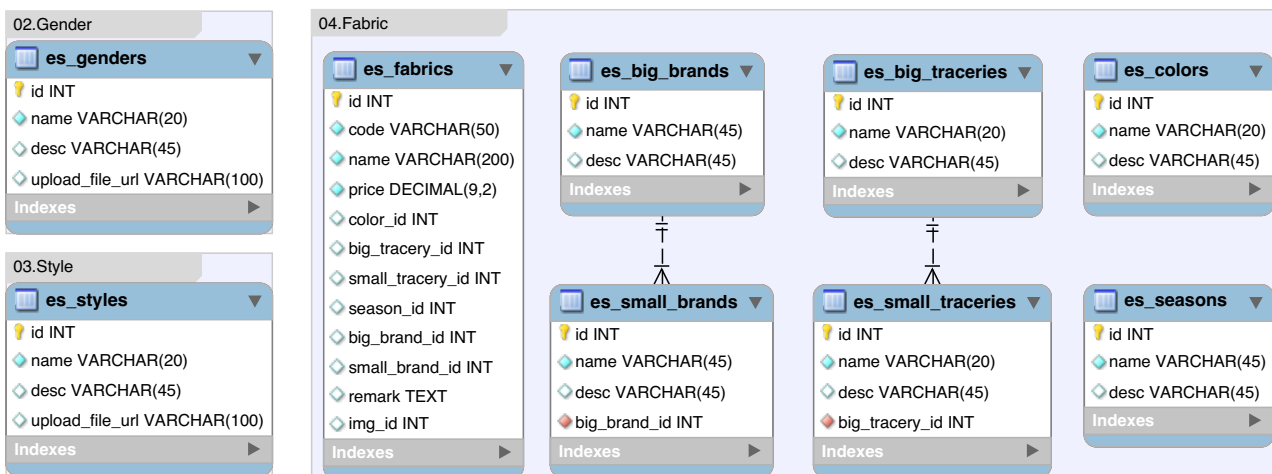 02.Gender
es_genders
id INT
name VARCHAR(20)
desc VARCHAR(45)
upload_file_url VARCHAR(100)
Indexes
03.Style
es_styles
id INT
name VARCHAR(20)
desc VARCHAR(45)
upload_file_url VARCHAR(100)
Indexes
04.Fabric
es_fabrics
id INT
code VARCHAR(50)
name VARCHAR(200)
price DECIMAL(9,2)
color_id INT
big_tracery_id INT
small_tracery_id INT
season_id INT
big_brand_id INT
small_brand_id INT
remark TEXT
img_id INT
Indexes
es_big_brands
id INT
name VARCHAR(45)
desc VARCHAR(45)
Indexes
es_small_brands
id INT
name VARCHAR(45)
desc VARCHAR(45)
big_brand_id INT
Indexes
es_big_traceries
id INT
name VARCHAR(20)
desc VARCHAR(45)
Indexes
es_small_traceries
id INT
name VARCHAR(20)
desc VARCHAR(45)
big_tracery_id INT
Indexes
es_colors
id INT
name VARCHAR(20)
desc VARCHAR(45)
Indexes
es_seasons
id INT
name VARCHAR(45)
desc VARCHAR(45)
Indexes